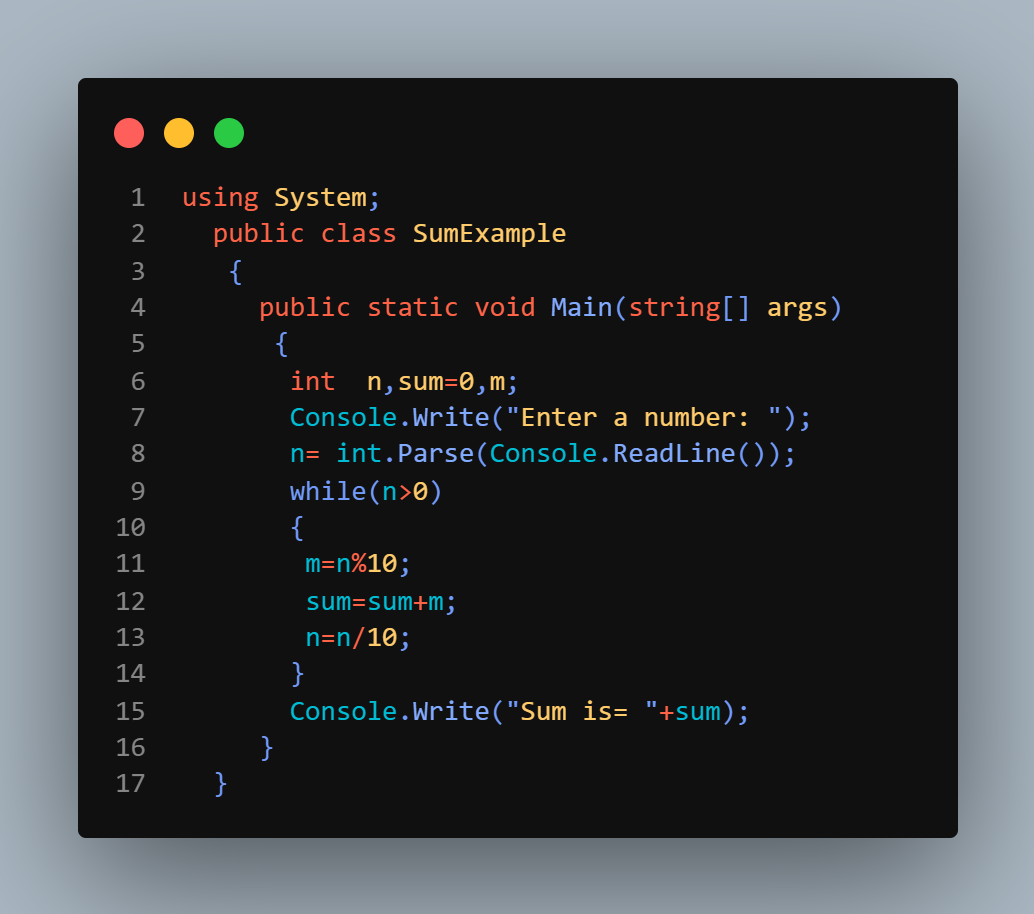 1 using System;
2 public class SumExample
3 {
4 public static void Main(string[] args)
5 {
6 int  n,sum=0,m;
7 Console.Write("Enter a number: ");
8 n= int.Parse(Console.ReadLine());
9 while(n>0)
10 {
11 m=n%10;
12 sum=sum+m;
13 n=n/10;
14 }
15 Console.Write("Sum is= "+sum);
16 }
17 }